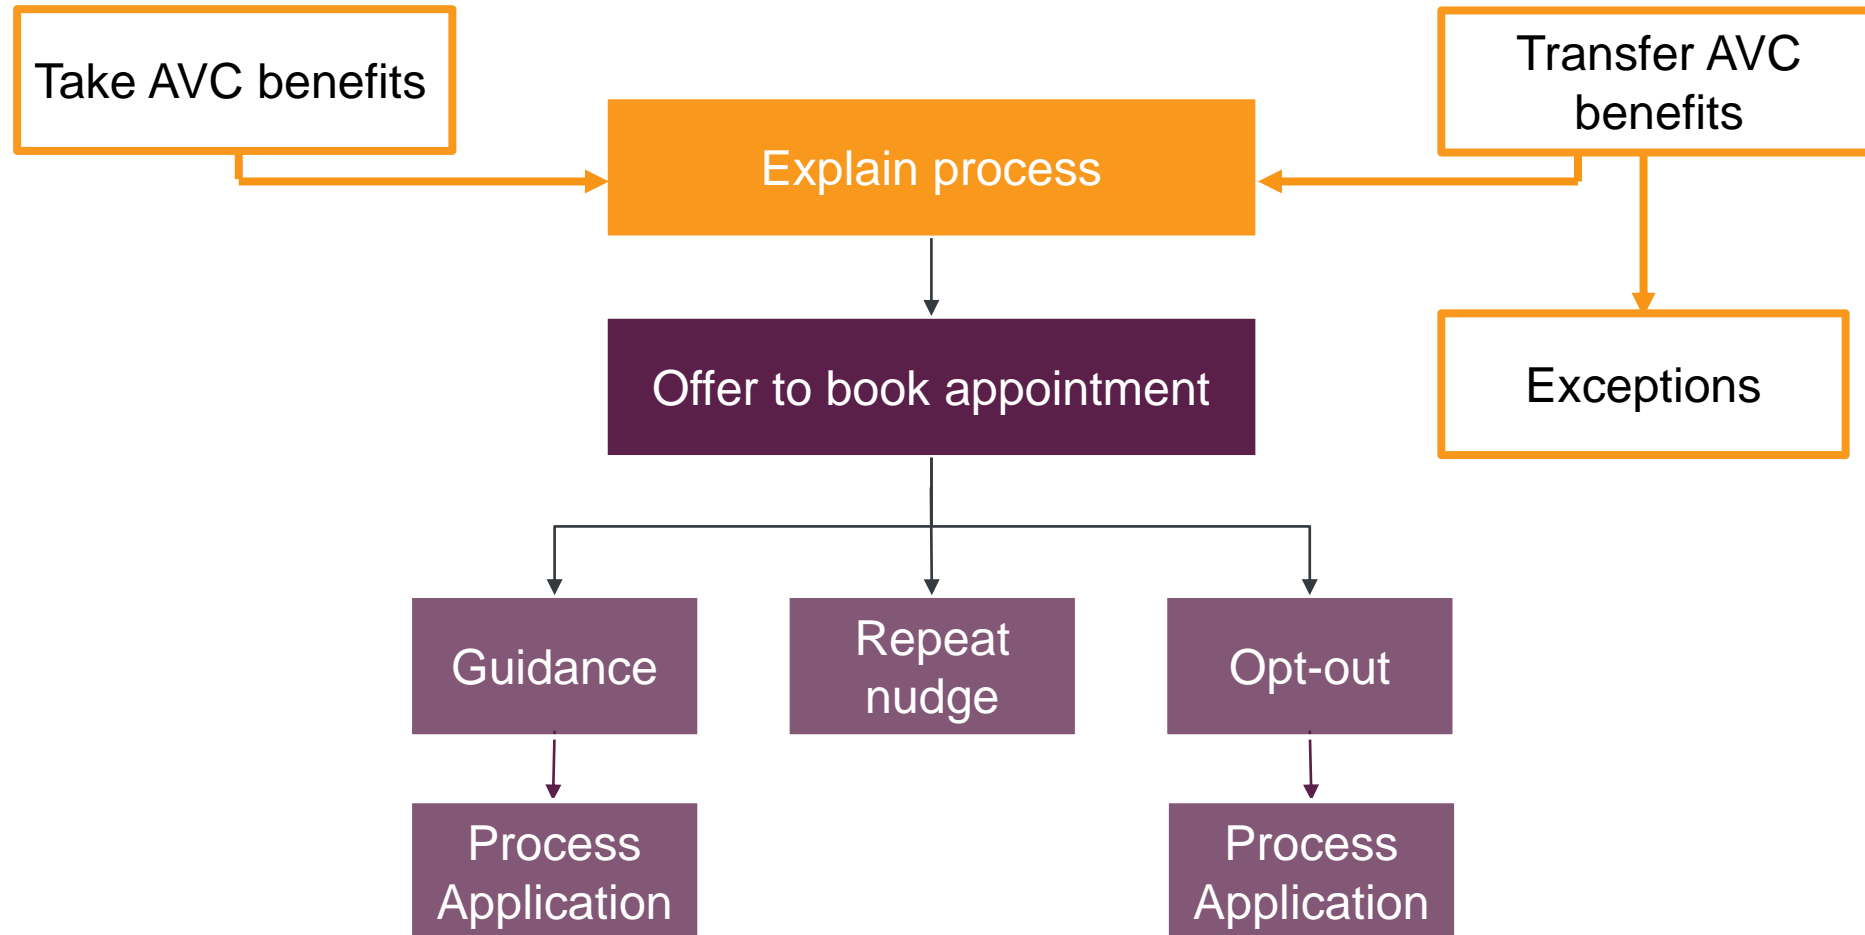 Take AVC benefits
Transfer AVC
benefits
Explain process
Offer to book appointment
Exceptions
Guidance
Repeat
nudge
Opt-out
Process
Application
Process
Application